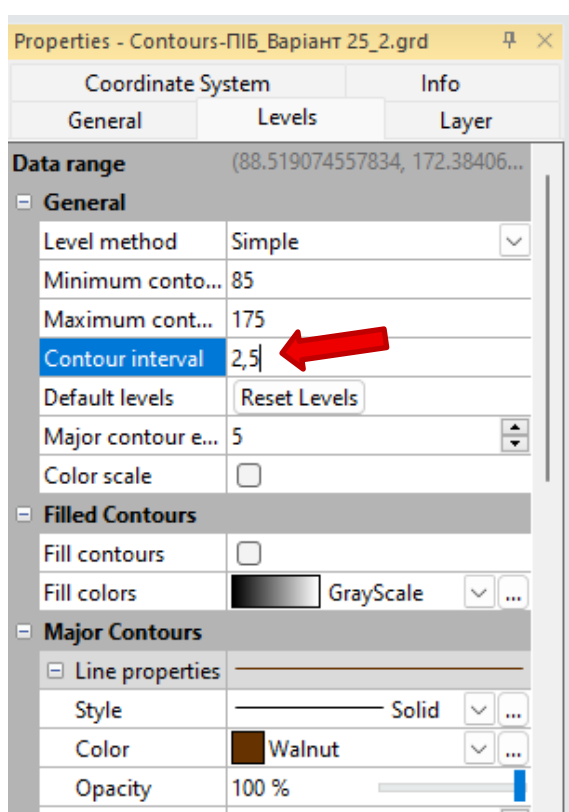 Properties - Contours-ПІБ_Варіант 25_2.grd
Coordinate System Info
General Levels Layer
Data range (88.519074557834, 172.38406...
General
Level method Simple
Minimum conto... 85
Maximum cont... 175
Contour interval 2,5
Default levels Reset Levels
Major contour e... 5
Color scale
Filled Contours
Fill contours
Fill colors GrayScale ...
Major Contours
Line properties
Style Solid ...
Color Walnut ...
Opacity 100 %